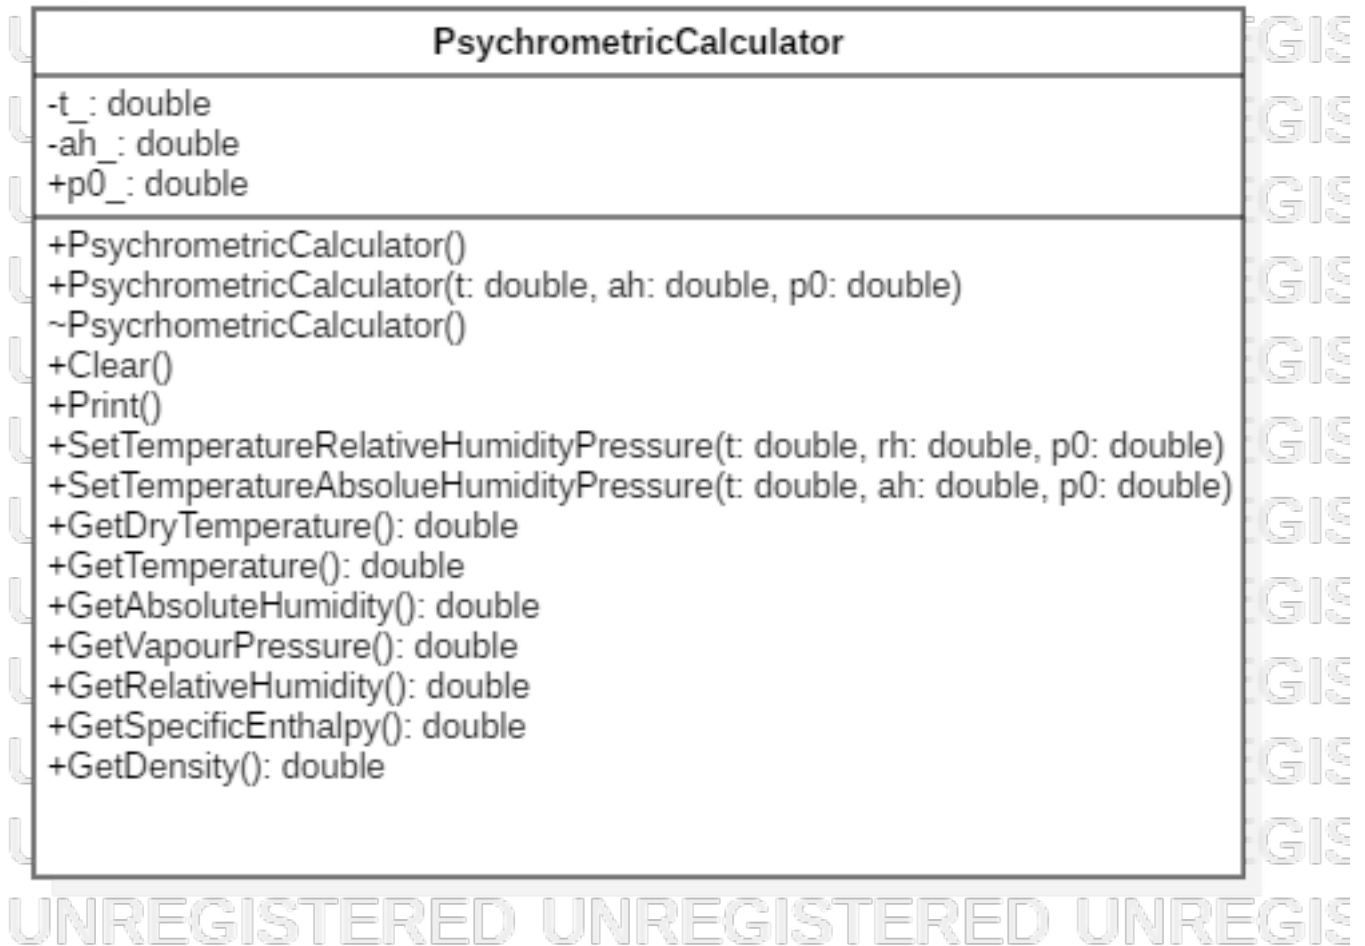 PsychrometricCalculator
-t_: double
-ah_: double
+p0_: double
+PsychrometricCalculator()
+PsychrometricCalculator(t: double, ah: double, p0: double)
~PsycrhometricCalculator()
+Clear()
+Print()
+SetTemperatureRelativeHumidityPressure(t: double, rh: double, p0: double)
+SetTemperatureAbsolueHumidityPressure(t: double, ah: double, p0: double)
+GetDryTemperature(): double
+GetTemperature(): double
+GetAbsoluteHumidity(): double
+GetVapourPressure(): double
+GetRelativeHumidity(): double
+GetSpecificEnthalpy(): double
+GetDensity(): double
UNREGISTERED UNREGISTERED UNREGIS